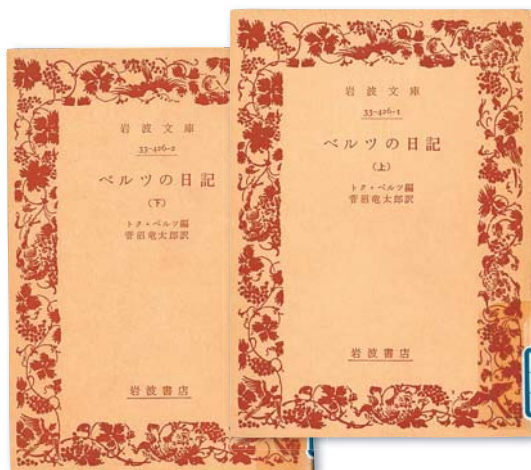 岩波文庫
33-426-2
ベルツの日記
(下)
トク・ベルツ編
菅沼竜太郎訳
岩波書店
岩波文庫
33-426-1
ベルツの日記
(上)
トク・ベルツ編
菅沼竜太郎訳
岩波書店